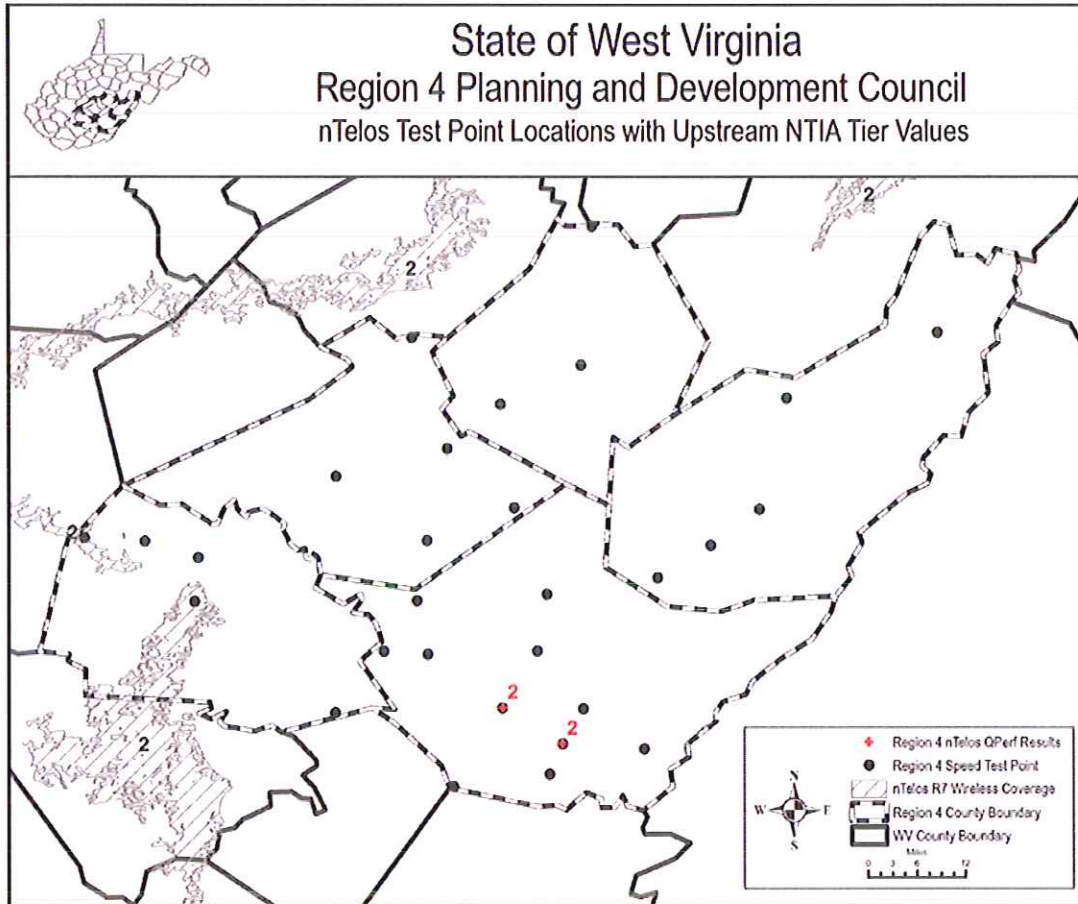 State of West Virginia
Region 4 Planning and Development Council
nTelos Test Point Locations with Upstream NTIA Tier Values
2
2
2
2
2
2
N
W E
S
Region 4 nTelos QPerf Results
Region 4 Speed Test Point
nTelos R7 Wireless Coverage
Region 4 County Boundary
WV County Boundary
Miles
0 3 6 12